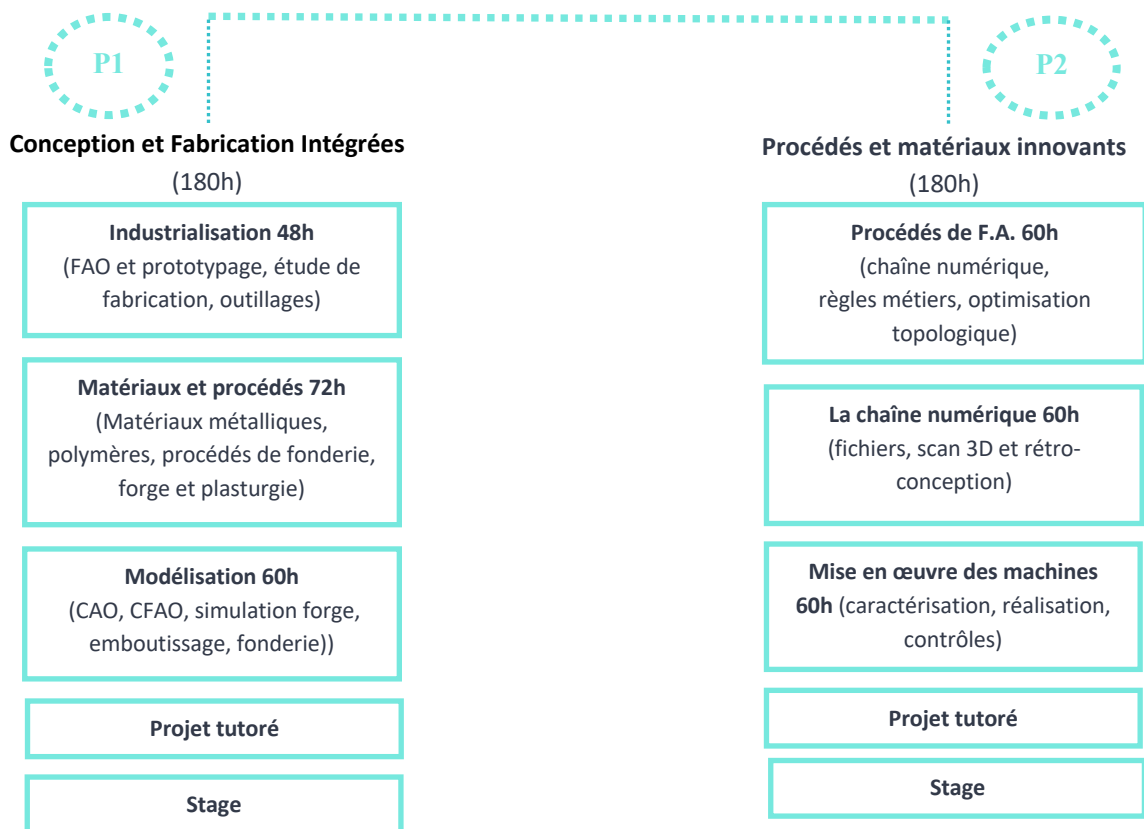 P1
Conception et Fabrication Intégrées
(180h)
Industrialisation 48h
(FAO et prototypage, étude de
fabrication, outillages)
Matériaux et procédés 72h
(Matériaux métalliques,
polymères, procédés de fonderie,
forge et plasturgie)
Modélisation 60h
(CAO, CFAO, simulation forge,
emboutissage, fonderie))
Projet tutoré
Stage
P2
Procédés et matériaux innovants
(180h)
Procédés de F.A. 60h
(chaîne numérique,
règles métiers, optimisation
topologique)
La chaîne numérique 60h
(fichiers, scan 3D et rétro-
conception)
Mise en œuvre des machines
60h (caractérisation, réalisation,
contrôles)
Projet tutoré
Stage